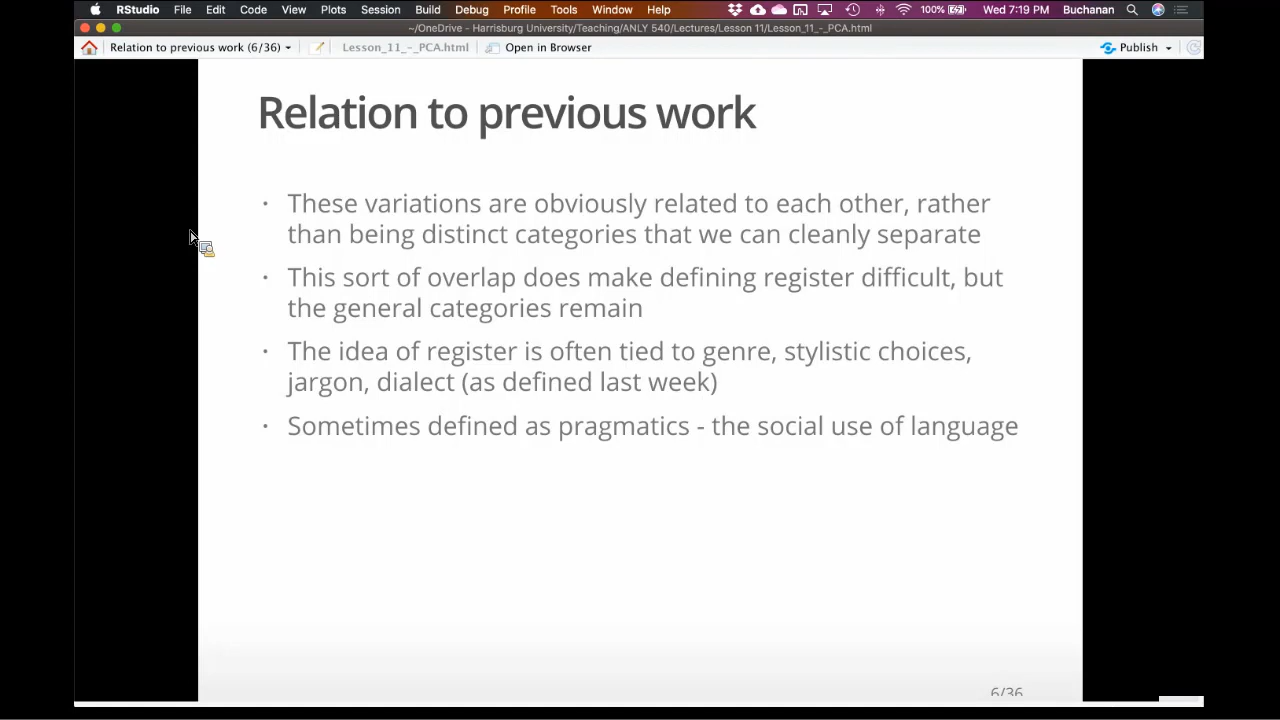 RStudio File Edit Code View Plots Session Build Debug Profile Tools Window Help 100% Wed 7:19 PM Buchanan
~/OneDrive - Harrisburg University/Teaching/ANLY 540/Lectures/Lesson 11/Lesson_11_-_PCA.html
Relation to previous work (6/36) Lesson_11_-_PCA.html Open in Browser Publish
Relation to previous work
· These variations are obviously related to each other, rather
than being distinct categories that we can cleanly separate
· This sort of overlap does make defining register difficult, but
the general categories remain
· The idea of register is often tied to genre, stylistic choices,
jargon, dialect (as defined last week)
· Sometimes defined as pragmatics - the social use of language
6/36